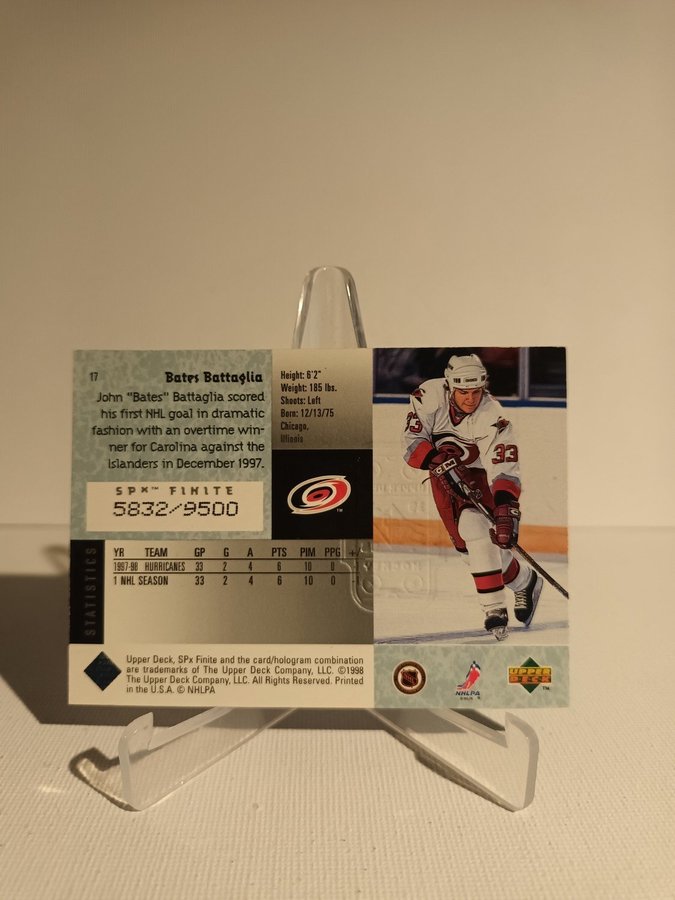 17
Bates Battaglia
John "Bates" Battaglia scored
his first NHL goal in dramatic
fashion with an overtime win-
ner for Carolina against the
Islanders in December 1997.
SPX™ FINITE
5832/9500
Height: 6'2"
Weight: 185 lbs.
Shoots: Left
Born: 12/13/75
Chicago,
Illinois
TM
33
33
STATISTICS
YR TEAM GP G A PTS PIM PPG +/-
1997-98 HURRICANES 33 2 4 6 10 0
1 NHL SEASON 33 2 4 6 10 0
Upper Deck, SPx Finite and the card/hologram combination
are trademarks of The Upper Deck Company, LLC. ©1998
The Upper Deck Company, LLC. All Rights Reserved. Printed
in the U.S.A. © NHLPA
NHLPA
UPPER
DECK
TM